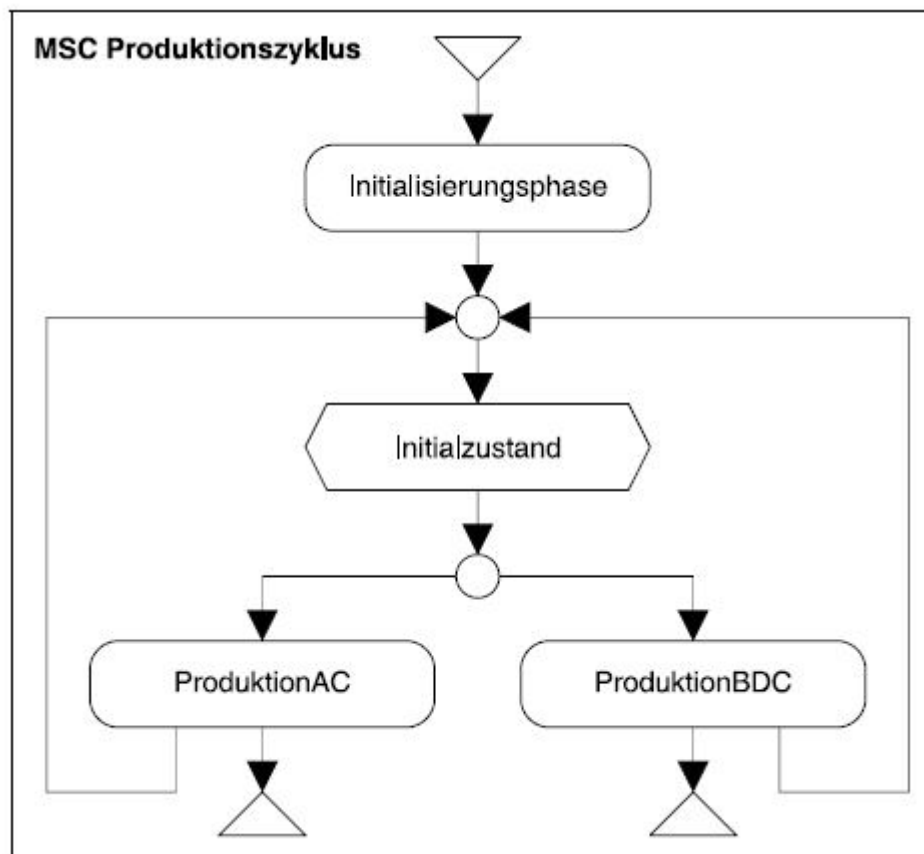 MSC Produktionszyklus
Initialisierungsphase
Initialzustand
ProduktionAC
ProduktionBDC